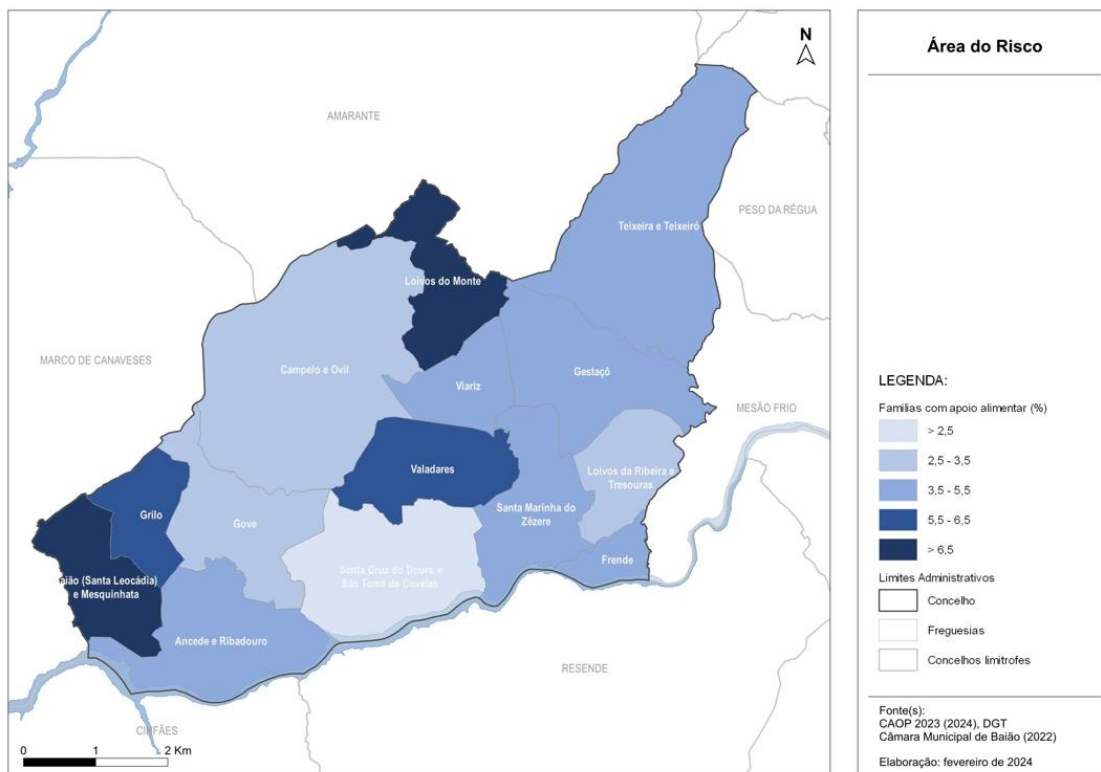 N
AMARANTE
PESO DA RÉGUA
Teixeira e Teixeiró
Loivos do Monte
MARCO DE CANAVESES
Campelo e Ovil
Viariz
Gestaçô
MESÃO FRIO
Valadares
Loivos da Ribeira e
Tresouras
Grilo
Gove
Santa Marinha do
Zêzere
Frende
Santa Cruz do Douro e
São Tomé de Covelas
aião (Santa Leocádia)
e Mesquinhata
Ancede e Ribadouro
RESENDE
CINFÃES
0 1 2 Km
Área do Risco
LEGENDA:
Famílias com apoio alimentar (%)
> 2,5
2,5 - 3,5
3,5 - 5,5
5,5 - 6,5
> 6,5
Limites Administrativos
Concelho
Freguesias
Concelhos limítrofes
Fonte(s):
CAOP 2023 (2024), DGT
Câmara Municipal de Baião (2022)
Elaboração: fevereiro de 2024